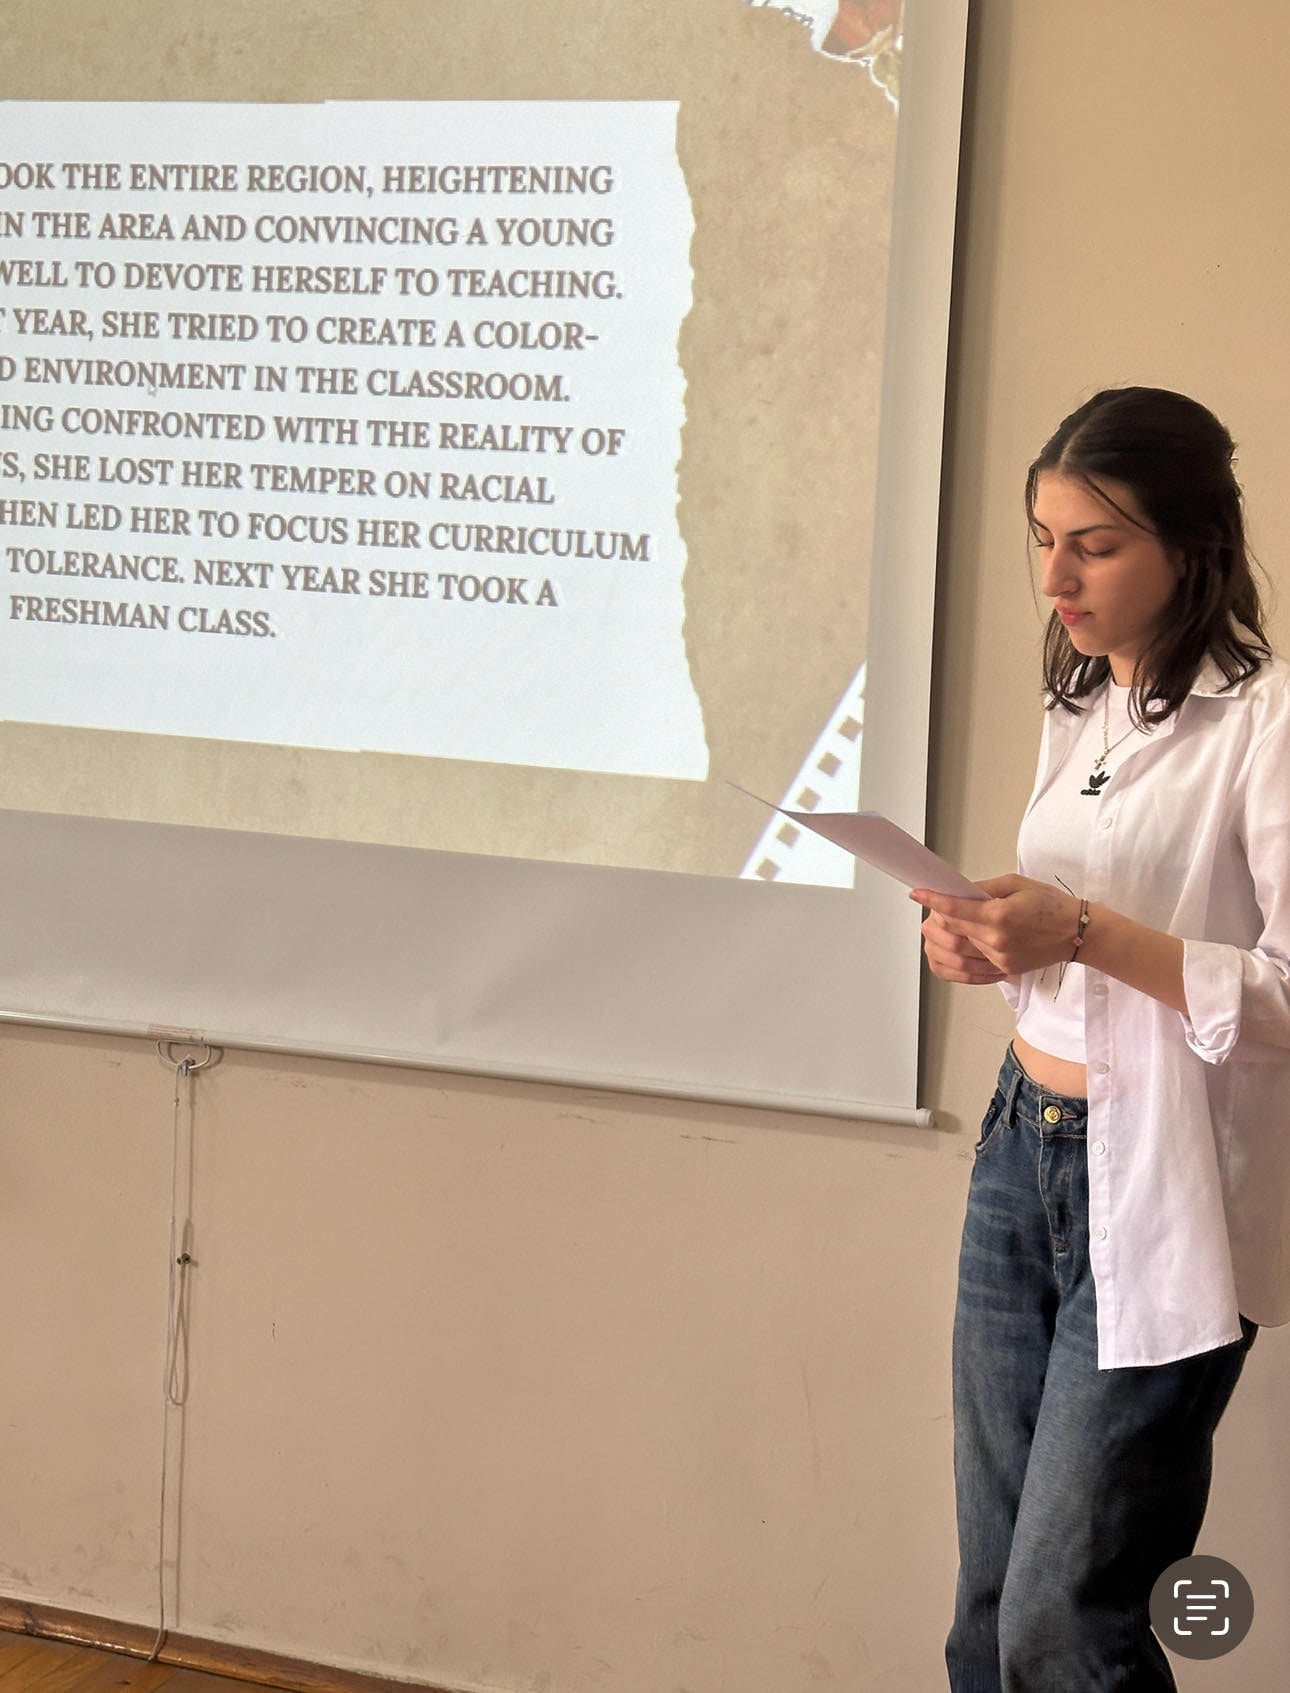 THE ENTIRE REGION, HEIGHTENING
IN THE AREA AND CONVINCING A YOUNG
WELL TO DEVOTE HERSELF TO TEACHING.
YEAR, SHE TRIED TO CREATE A COLOR-
D ENVIRONMENT IN THE CLASSROOM.
ING CONFRONTED WITH THE REALITY OF
S, SHE LOST HER TEMPER ON RACIAL
HEN LED HER TO FOCUS HER CURRICULUM
TOLERANCE. NEXT YEAR SHE TOOK A
FRESHMAN CLASS.
adidas